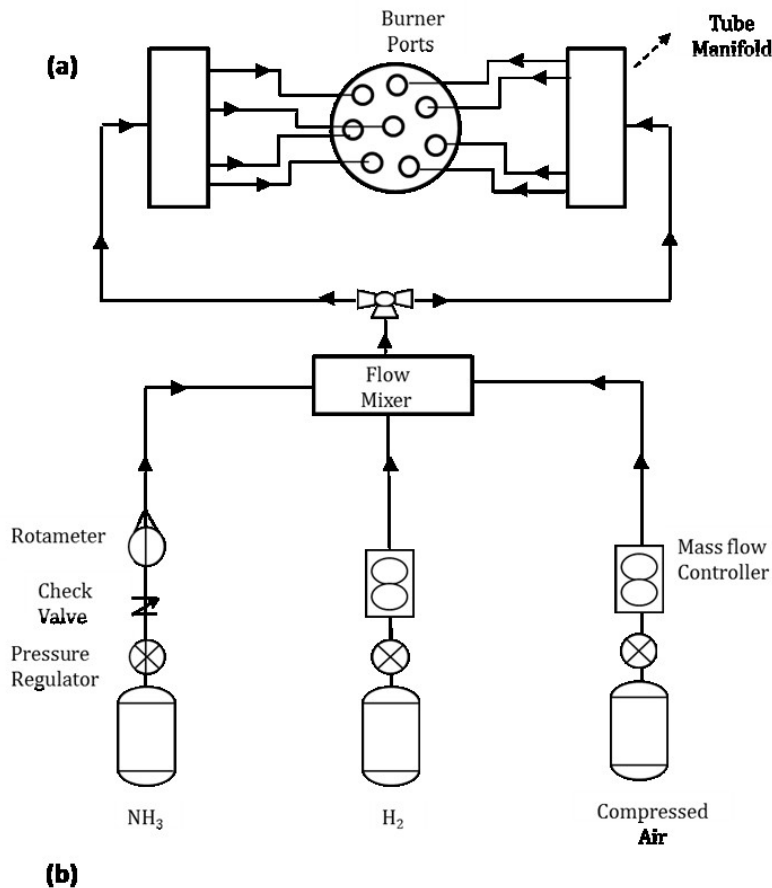 Burner
Ports
Tube
Manifold
(a)
Flow
Mixer
Rotameter
Mass flow
Controller
Check
Valve
Pressure
Regulator
NH₃
H₂
Compressed
Air
(b)